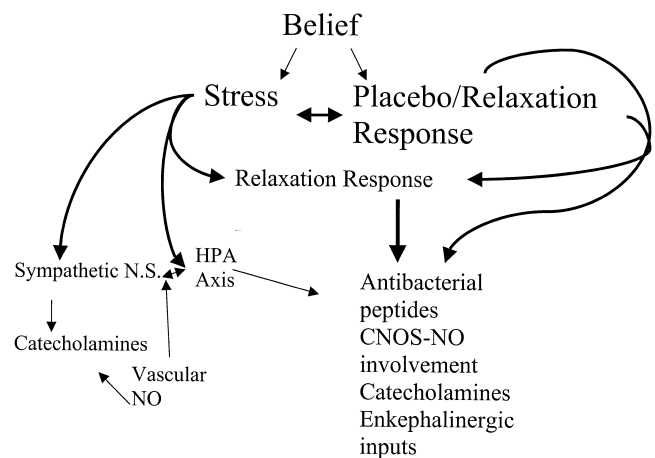 Belief
Stress
Placebo/Relaxation
Response
Relaxation Response
Sympathetic N.S.
HPA
Axis
Catecholamines
Vascular
NO
Antibacterial
peptides
CNOS-NO
involvement
Catecholamines
Enkephalinergic
inputs